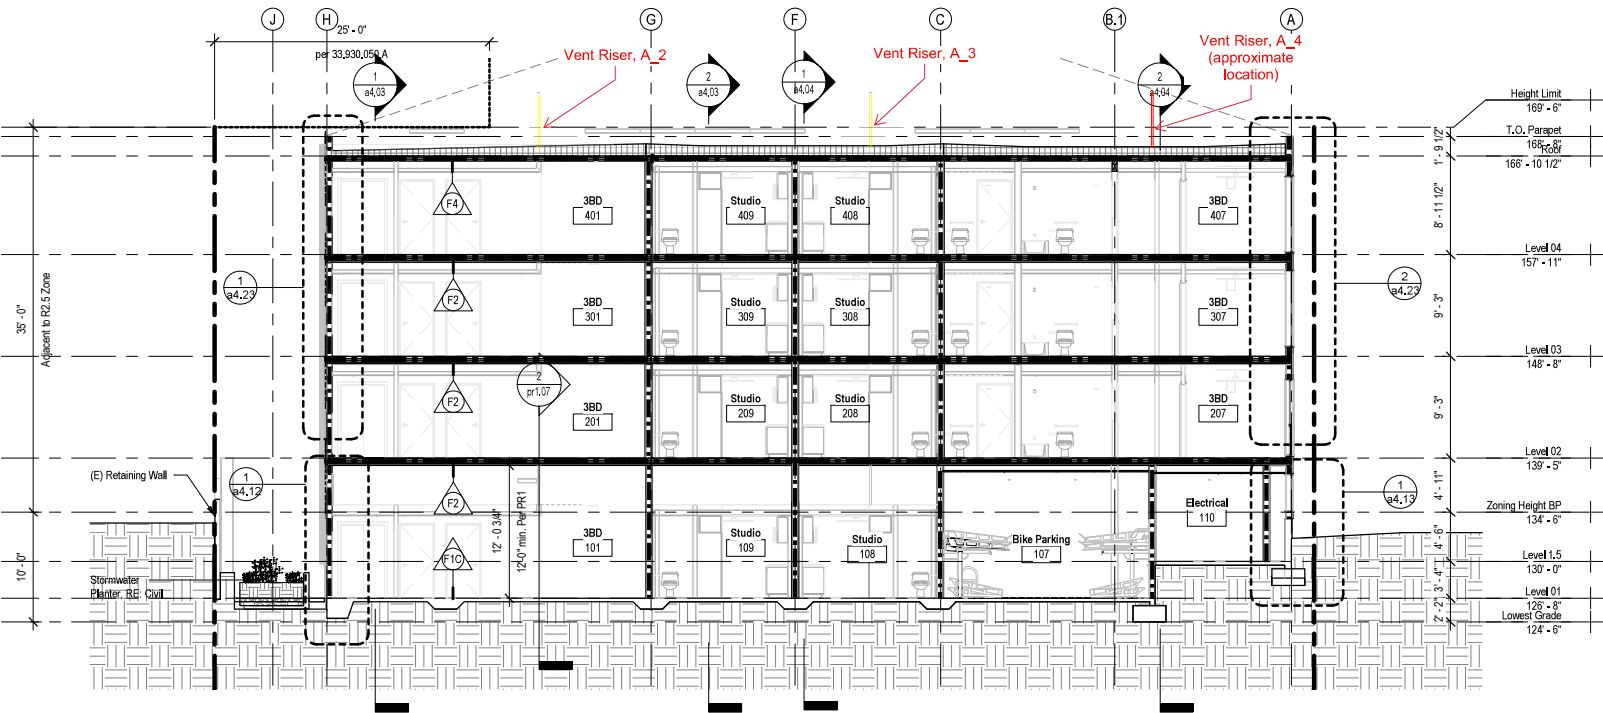 J
H
G
F
C
B.1
A
25' - 0"
per 33.930.050.A
Vent Riser, A_2
Vent Riser, A_3
Vent Riser, A_4
(approximate
location)
1
a4.03
2
a4.03
1
a4.04
2
a4.04
Height Limit
169' - 6"
T.O. Parapet
168' - 8"
Roof
166' - 10 1/2"
1' - 9 1/2"
8' - 11 1/2"
F4
3BD
401
Studio
409
Studio
408
3BD
407
Level 04
157' - 11"
1
a4.23
2
a4.23
35' - 0"
Adjacent to R2.5 Zone
F2
3BD
301
Studio
309
Studio
308
3BD
307
9' - 3"
Level 03
148' - 8"
2
pr1.07
F2
3BD
201
Studio
209
Studio
208
3BD
207
9' - 3"
Level 02
139' - 5"
(E) Retaining Wall
1
a4.12
1
a4.13
F2
4' - 11"
Electrical
110
Zoning Height BP
134' - 6"
12' - 0 3/4"
12'-0" min. Per PR1
10' - 0"
F1C
3BD
101
Studio
109
Studio
108
Bike Parking
107
4' - 6"
Level 1.5
130' - 0"
Stormwater
Planter, RE: Civil
3' - 4"
Level 01
126' - 8"
2' - 2"
Lowest Grade
124' - 6"